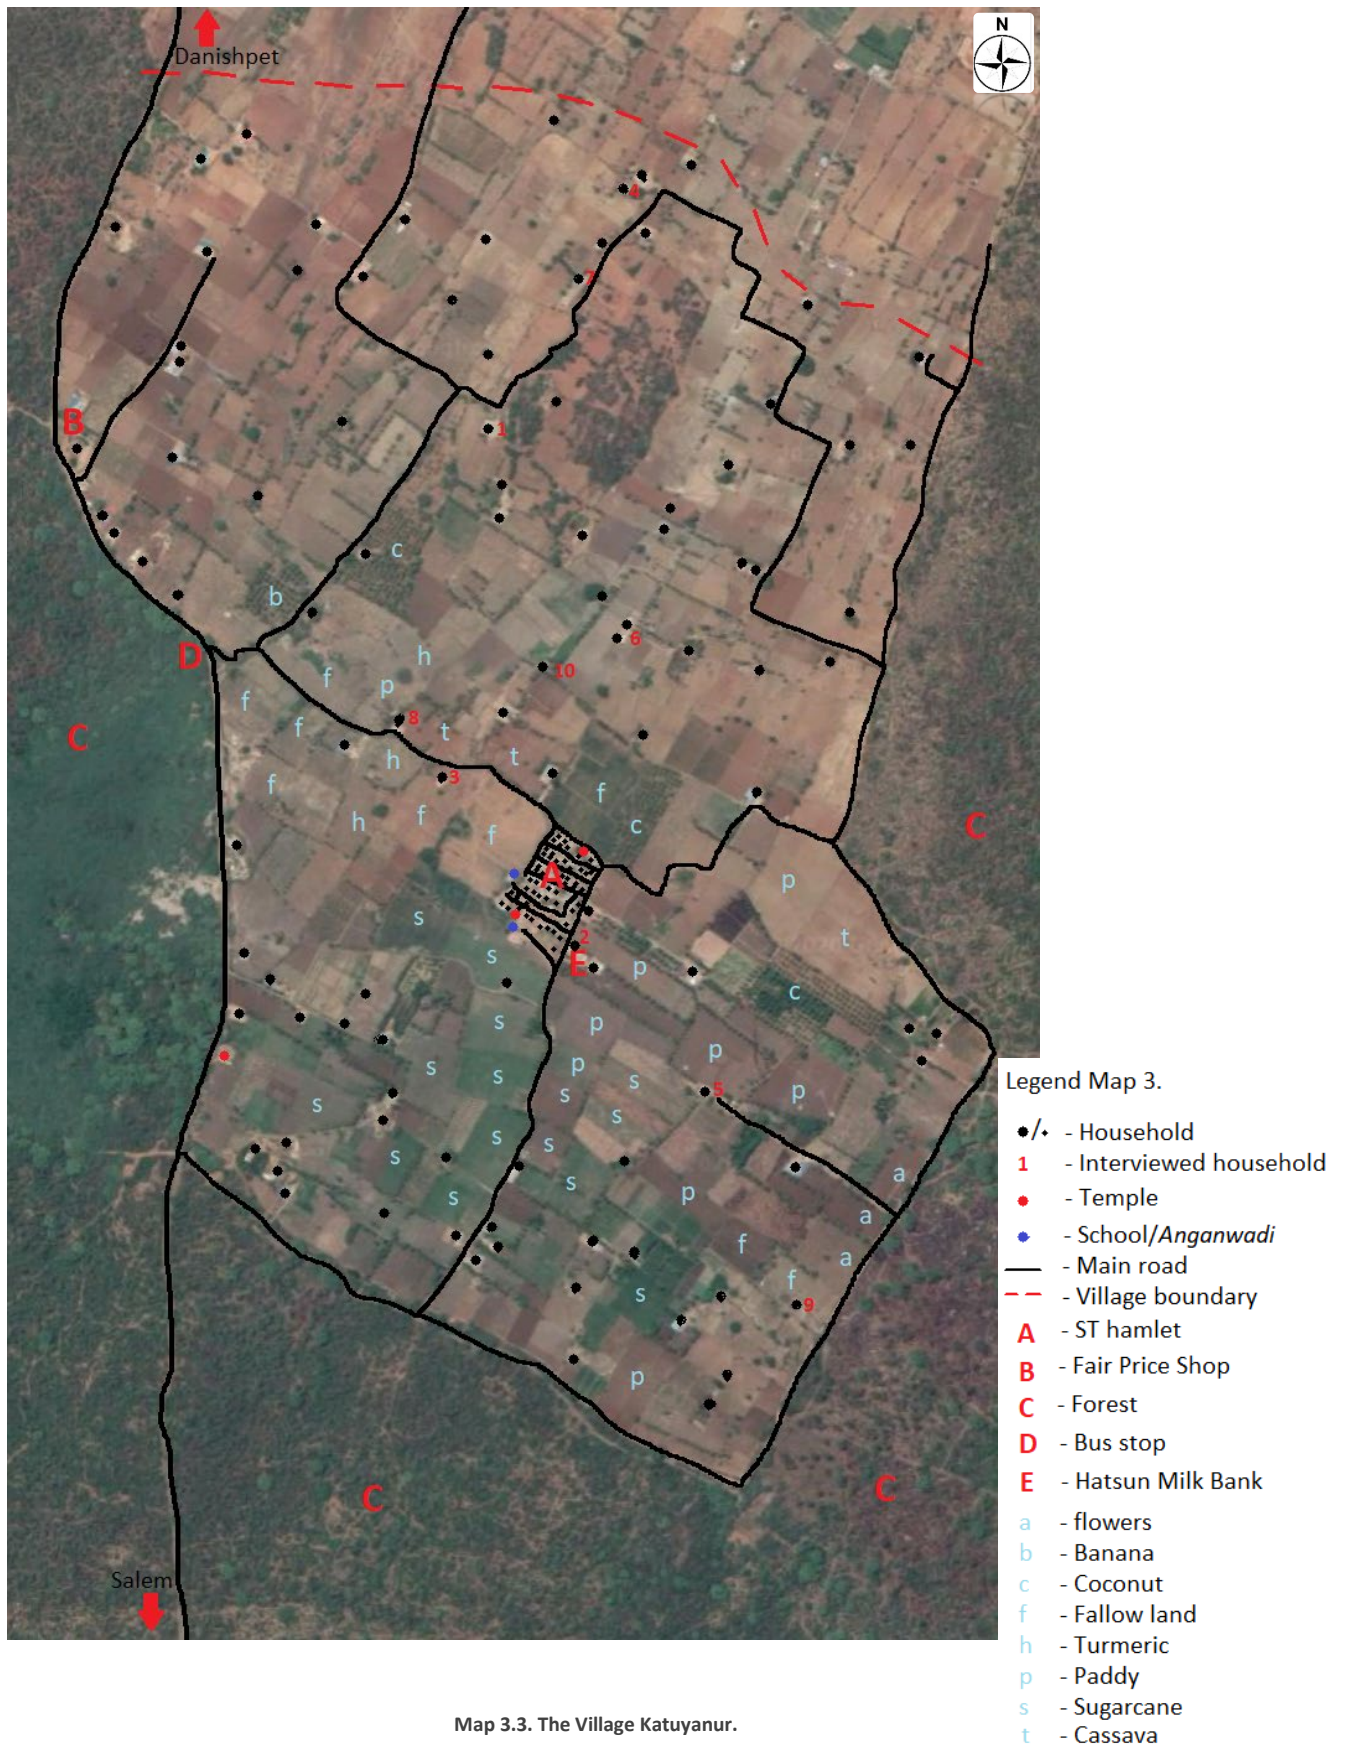 N
Danishpet
4
7
B
1
c
b
D
h
6
f
10
p
f
C
8
f
t
t
h
3
f
f
c
h
f
f
C
A
p
s
2
t
s
E
p
c
s
p
p
p
s
s
s
s
5
p
s
s
s
s
s
a
s
p
s
a
f
a
f
s
9
p
C
C
Salem
Legend Map 3.
/ - Household
1 - Interviewed household
- Temple
- School/Anganwadi
- Main road
- Village boundary
A - ST hamlet
B - Fair Price Shop
C - Forest
D - Bus stop
E - Hatsun Milk Bank
a - flowers
b - Banana
c - Coconut
f - Fallow land
h - Turmeric
p - Paddy
s - Sugarcane
t - Cassava
Map 3.3. The Village Katuyanur.